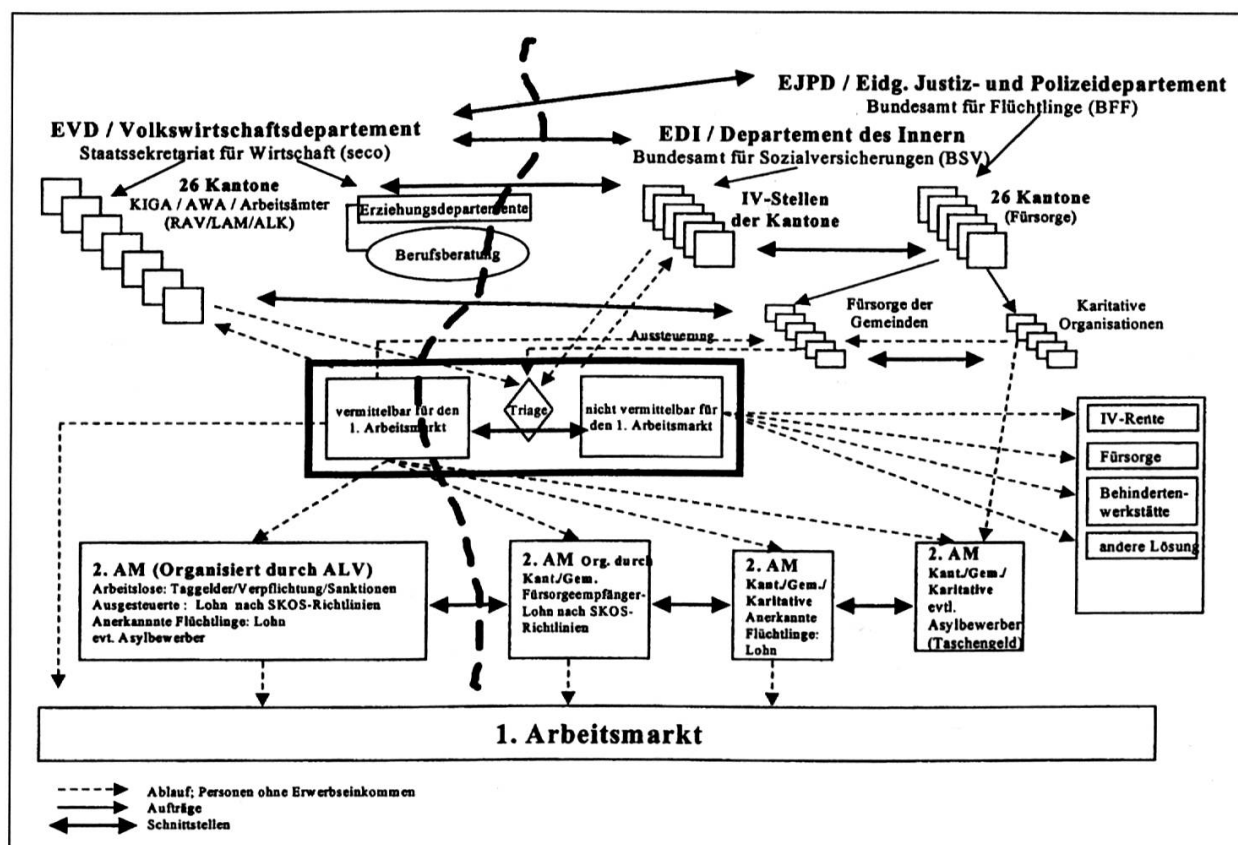 EJPD / Eidg. Justiz- und Polizeidepartement
Bundesamt für Flüchtlinge (BFF)
EVD / Volkswirtschaftsdepartement
Staatssekretariat für Wirtschaft (seco)
EDI / Departement des Innern
Bundesamt für Sozialversicherungen (BSV)
26 Kantone
KIGA / AWA / Arbeitsämter
(RAV/LAM/ALK)
Erziehungsdepartemente
Berufsberatung
IV-Stellen
der Kantone
26 Kantone
(Fürsorge)
Fürsorge der
Gemeinden
Karitative
Organisationen
Aussteuerung
vermittelbar für den
1. Arbeitsmarkt
Triage
nicht vermittelbar für
den 1. Arbeitsmarkt
IV-Rente
Fürsorge
Behinderten-
werkstätte
andere Lösung
2. AM (Organisiert durch ALV)
Arbeitslose: Taggelder/Verpflichtung/Sanktionen
Ausgesteuerte : Lohn nach SKOS-Richtlinien
Anerkannte Flüchtlinge: Lohn
evt. Asylbewerber
2. AM Org. durch
Kant./Gem.
Fürsorgeempfänger-
Lohn nach SKOS-
Richtlinien
2. AM
Kant./Gem./
Karitative
Anerkannte
Flüchtlinge:
Lohn
2. AM
Kant./Gem./
Karitative
evtl.
Asylbewerber
(Taschengeld)
1. Arbeitsmarkt
Ablauf; Personen ohne Erwerbseinkommen
Aufträge
Schnittstellen